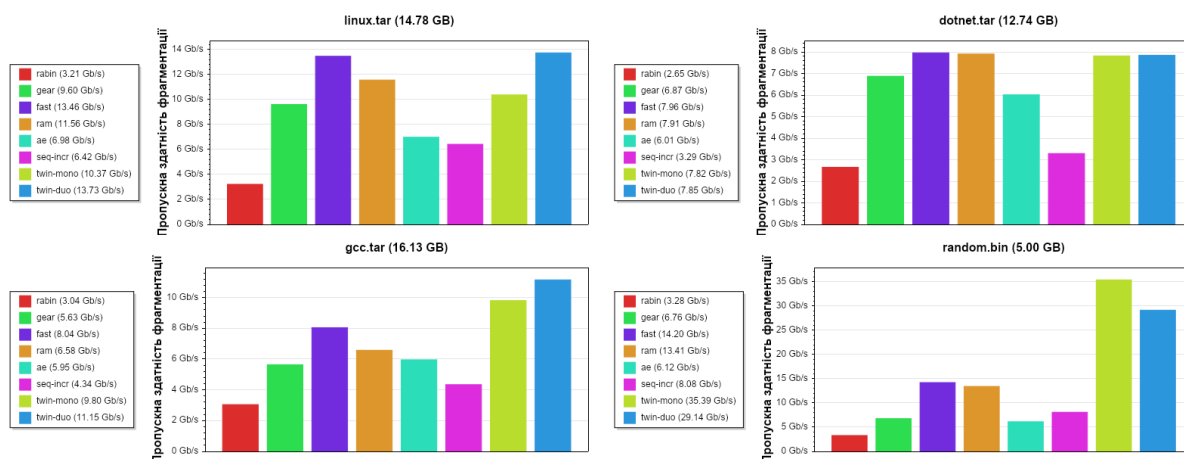 linux.tar (14.78 GB)
rabin (3.21 Gb/s)
gear (9.60 Gb/s)
fast (13.46 Gb/s)
ram (11.56 Gb/s)
ae (6.98 Gb/s)
seq-incr (6.42 Gb/s)
twin-mono (10.37 Gb/s)
twin-duo (13.73 Gb/s)
Пропускна здатність фрагментації
14 Gb/s
12 Gb/s
10 Gb/s
8 Gb/s
6 Gb/s
4 Gb/s
2 Gb/s
0 Gb/s
dotnet.tar (12.74 GB)
rabin (2.65 Gb/s)
gear (6.87 Gb/s)
fast (7.96 Gb/s)
ram (7.91 Gb/s)
ae (6.01 Gb/s)
seq-incr (3.29 Gb/s)
twin-mono (7.82 Gb/s)
twin-duo (7.85 Gb/s)
Пропускна здатність фрагментації
8 Gb/s
7 Gb/s
6 Gb/s
5 Gb/s
4 Gb/s
3 Gb/s
2 Gb/s
1 Gb/s
0 Gb/s
gcc.tar (16.13 GB)
rabin (3.04 Gb/s)
gear (5.63 Gb/s)
fast (8.04 Gb/s)
ram (6.58 Gb/s)
ae (5.95 Gb/s)
seq-incr (4.34 Gb/s)
twin-mono (9.80 Gb/s)
twin-duo (11.15 Gb/s)
Пропускна здатність фрагментації
10 Gb/s
8 Gb/s
6 Gb/s
4 Gb/s
2 Gb/s
0 Gb/s
random.bin (5.00 GB)
rabin (3.28 Gb/s)
gear (6.76 Gb/s)
fast (14.20 Gb/s)
ram (13.41 Gb/s)
ae (6.12 Gb/s)
seq-incr (8.08 Gb/s)
twin-mono (35.39 Gb/s)
twin-duo (29.14 Gb/s)
Пропускна здатність фрагментації
35 Gb/s
30 Gb/s
25 Gb/s
20 Gb/s
15 Gb/s
10 Gb/s
5 Gb/s
0 Gb/s